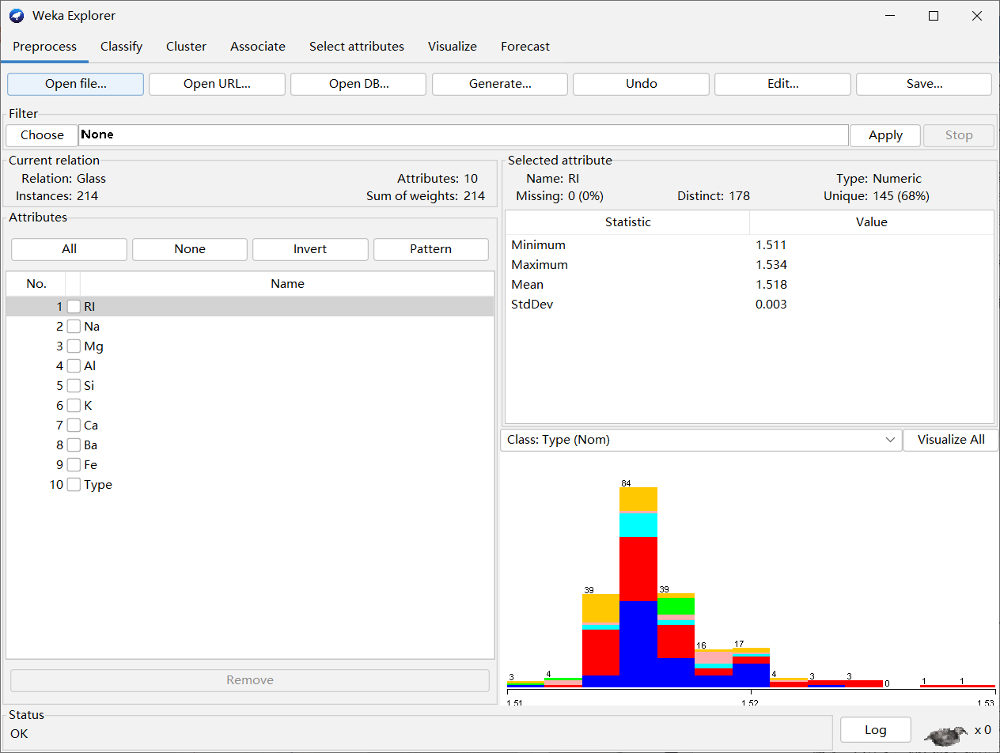 Weka Explorer
Preprocess Classify Cluster Associate Select attributes Visualize Forecast
Open file... Open URL... Open DB... Generate... Undo Edit... Save...
Filter
Choose None Apply Stop
Current relation
Relation: Glass Attributes: 10
Instances: 214 Sum of weights: 214
Attributes
All None Invert Pattern
No. Name
1 RI
2 Na
3 Mg
4 Al
5 Si
6 K
7 Ca
8 Ba
9 Fe
10 Type
Remove
Selected attribute
Name: RI Type: Numeric
Missing: 0 (0%) Distinct: 178 Unique: 145 (68%)
Statistic Value
Minimum 1.511
Maximum 1.534
Mean 1.518
StdDev 0.003
Class: Type (Nom) Visualize All
84
39 39
16 17
3 4 4 3 3 0 1 1
1.51 1.52 1.53
Status
OK
Log x 0